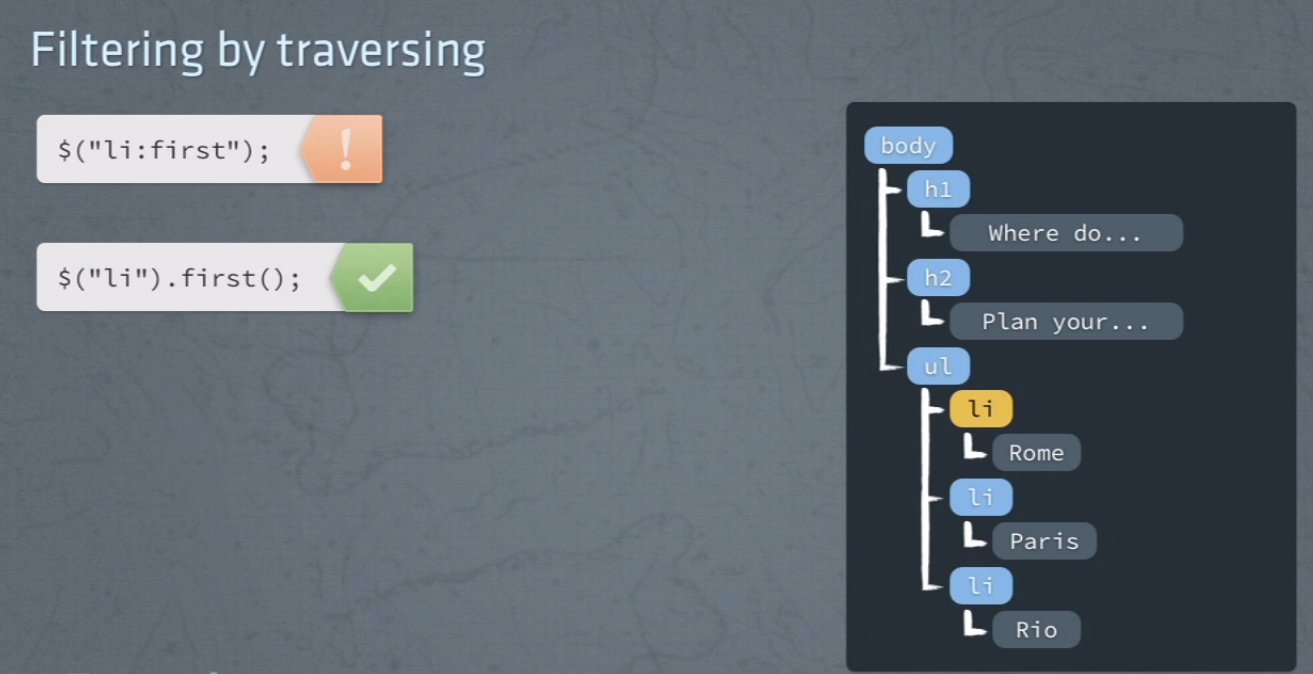 Filtering by traversing
$("li:first");
!
$("li").first();
body
h1
Where do...
h2
Plan your...
ul
li
Rome
li
Paris
li
Rio